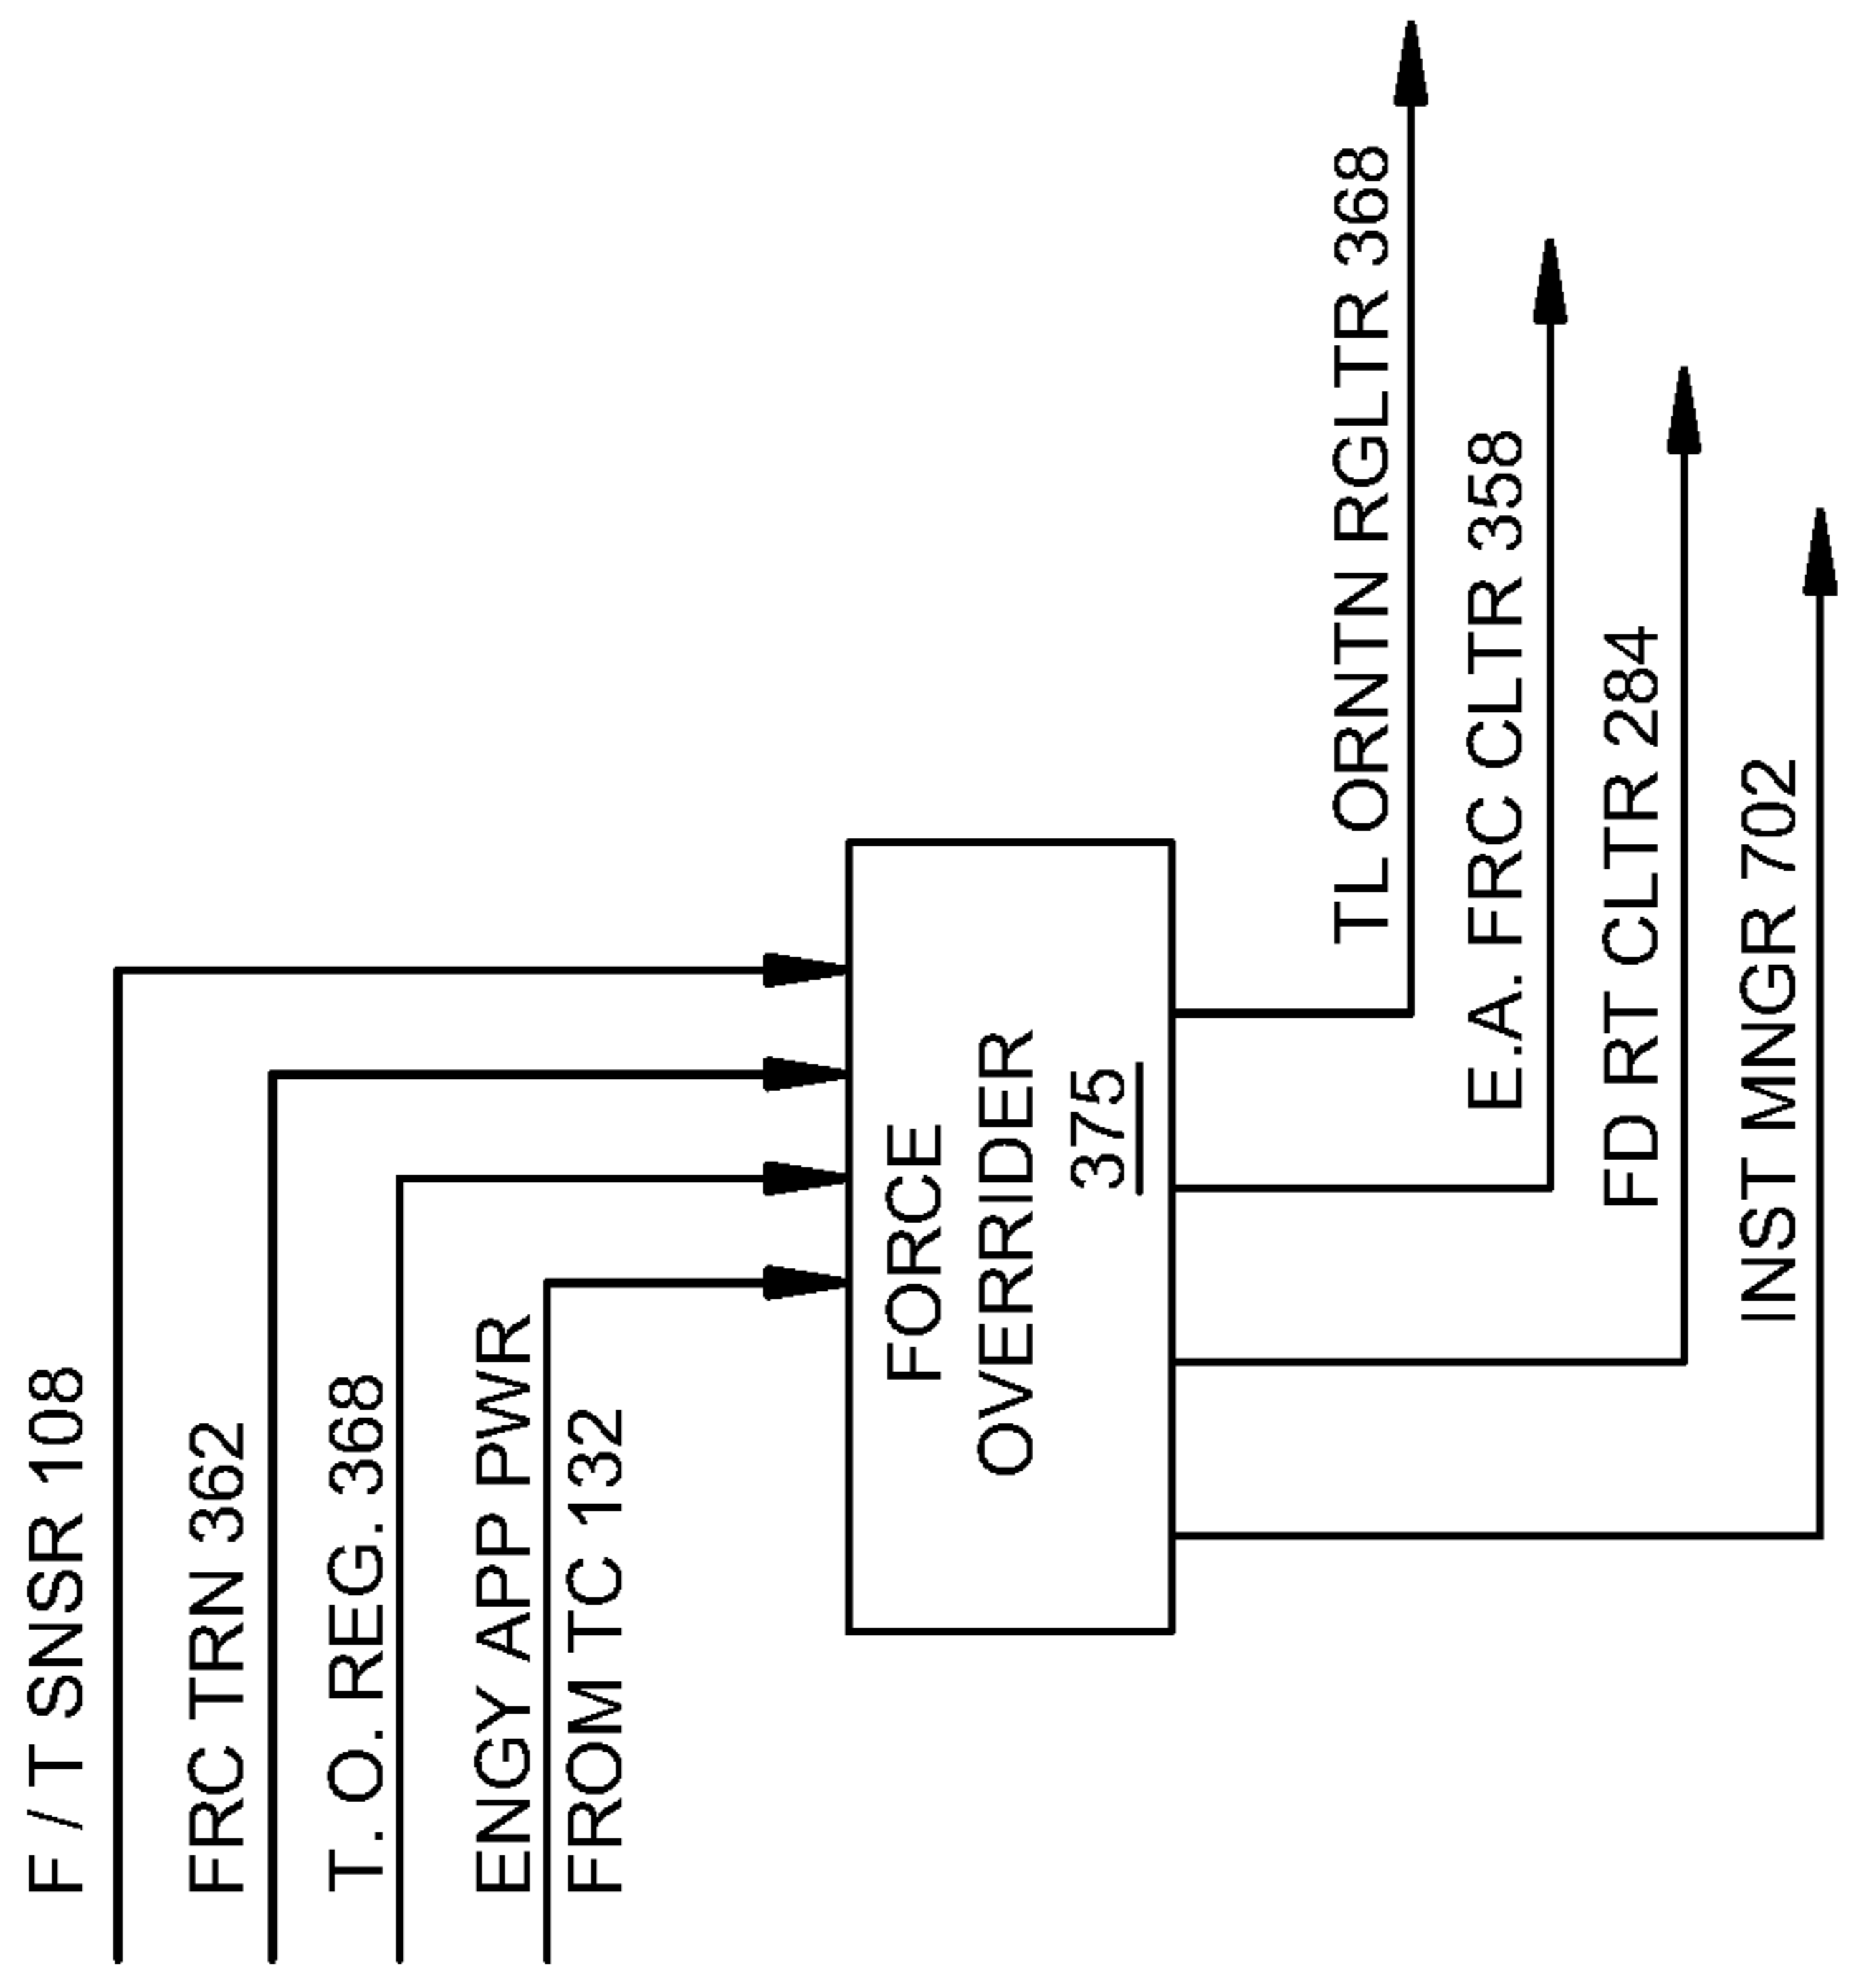 F / T SNSR 108
FRC TRN 362
T. O. REG. 368
ENGY APP PWR
FROM TC 132
FORCE
OVERRIDER
375
TL ORNTN RGLTR 368
E.A. FRC CLTR 358
FD RT CLTR 284
INST MNGR 702